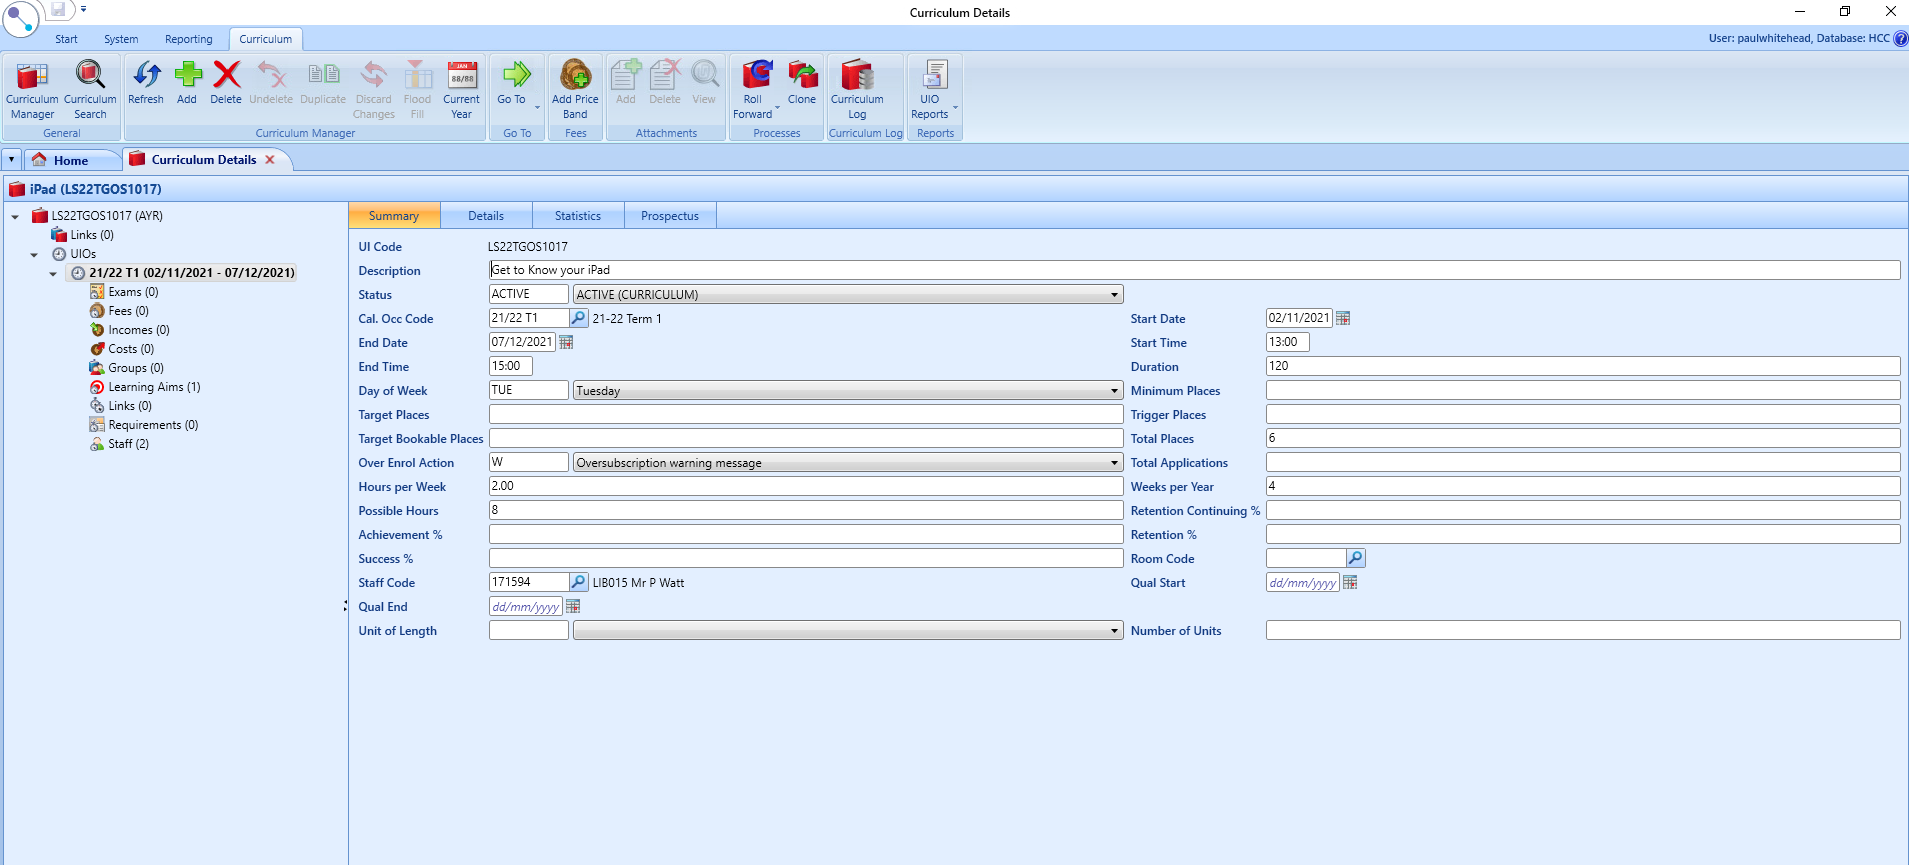 Curriculum Details
Start System Reporting Curriculum
User: paulwhitehead, Database: HCC ?
Curriculum Manager Curriculum Search Refresh Add Delete Undelete Duplicate Discard Changes Flood Fill JAN 88/88 Current Year Go To Add Price Band Add Delete View Roll Forward Clone Curriculum Log UIO Reports
General Curriculum Manager Go To Fees Attachments Processes Curriculum Log Reports
Home Curriculum Details
iPad (LS22TGOS1017)
LS22TGOS1017 (AYR)
Links (0)
UIOs
21/22 T1 (02/11/2021 - 07/12/2021)
Exams (0)
Fees (0)
Incomes (0)
Costs (0)
Groups (0)
Learning Aims (1)
Links (0)
Requirements (0)
Staff (2)
Summary Details Statistics Prospectus
UI Code LS22TGOS1017
Description Get to Know your iPad
Status ACTIVE ACTIVE (CURRICULUM)
Cal. Occ Code 21/22 T1 21-22 Term 1 Start Date 02/11/2021
End Date 07/12/2021 Start Time 13:00
End Time 15:00 Duration 120
Day of Week TUE Tuesday Minimum Places
Target Places Trigger Places
Target Bookable Places Total Places 6
Over Enrol Action W Oversubscription warning message Total Applications
Hours per Week 2.00 Weeks per Year 4
Possible Hours 8 Retention Continuing %
Achievement % Retention %
Success % Room Code
Staff Code 171594 LIB015 Mr P Watt Qual Start dd/mm/yyyy
Qual End dd/mm/yyyy
Unit of Length Number of Units